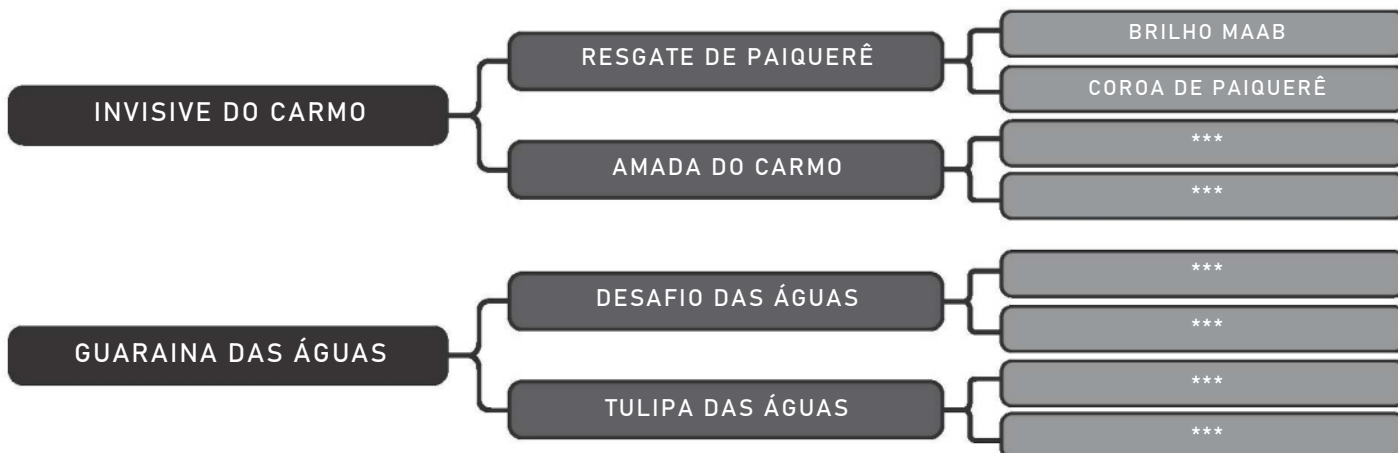 INVISIVE DO CARMO
RESGATE DE PAIQUERÊ
BRILHO MAAB
COROA DE PAIQUERÊ
AMADA DO CARMO
***
***
GUARAINA DAS ÁGUAS
DESAFIO DAS ÁGUAS
***
***
TULIPA DAS ÁGUAS
***
***